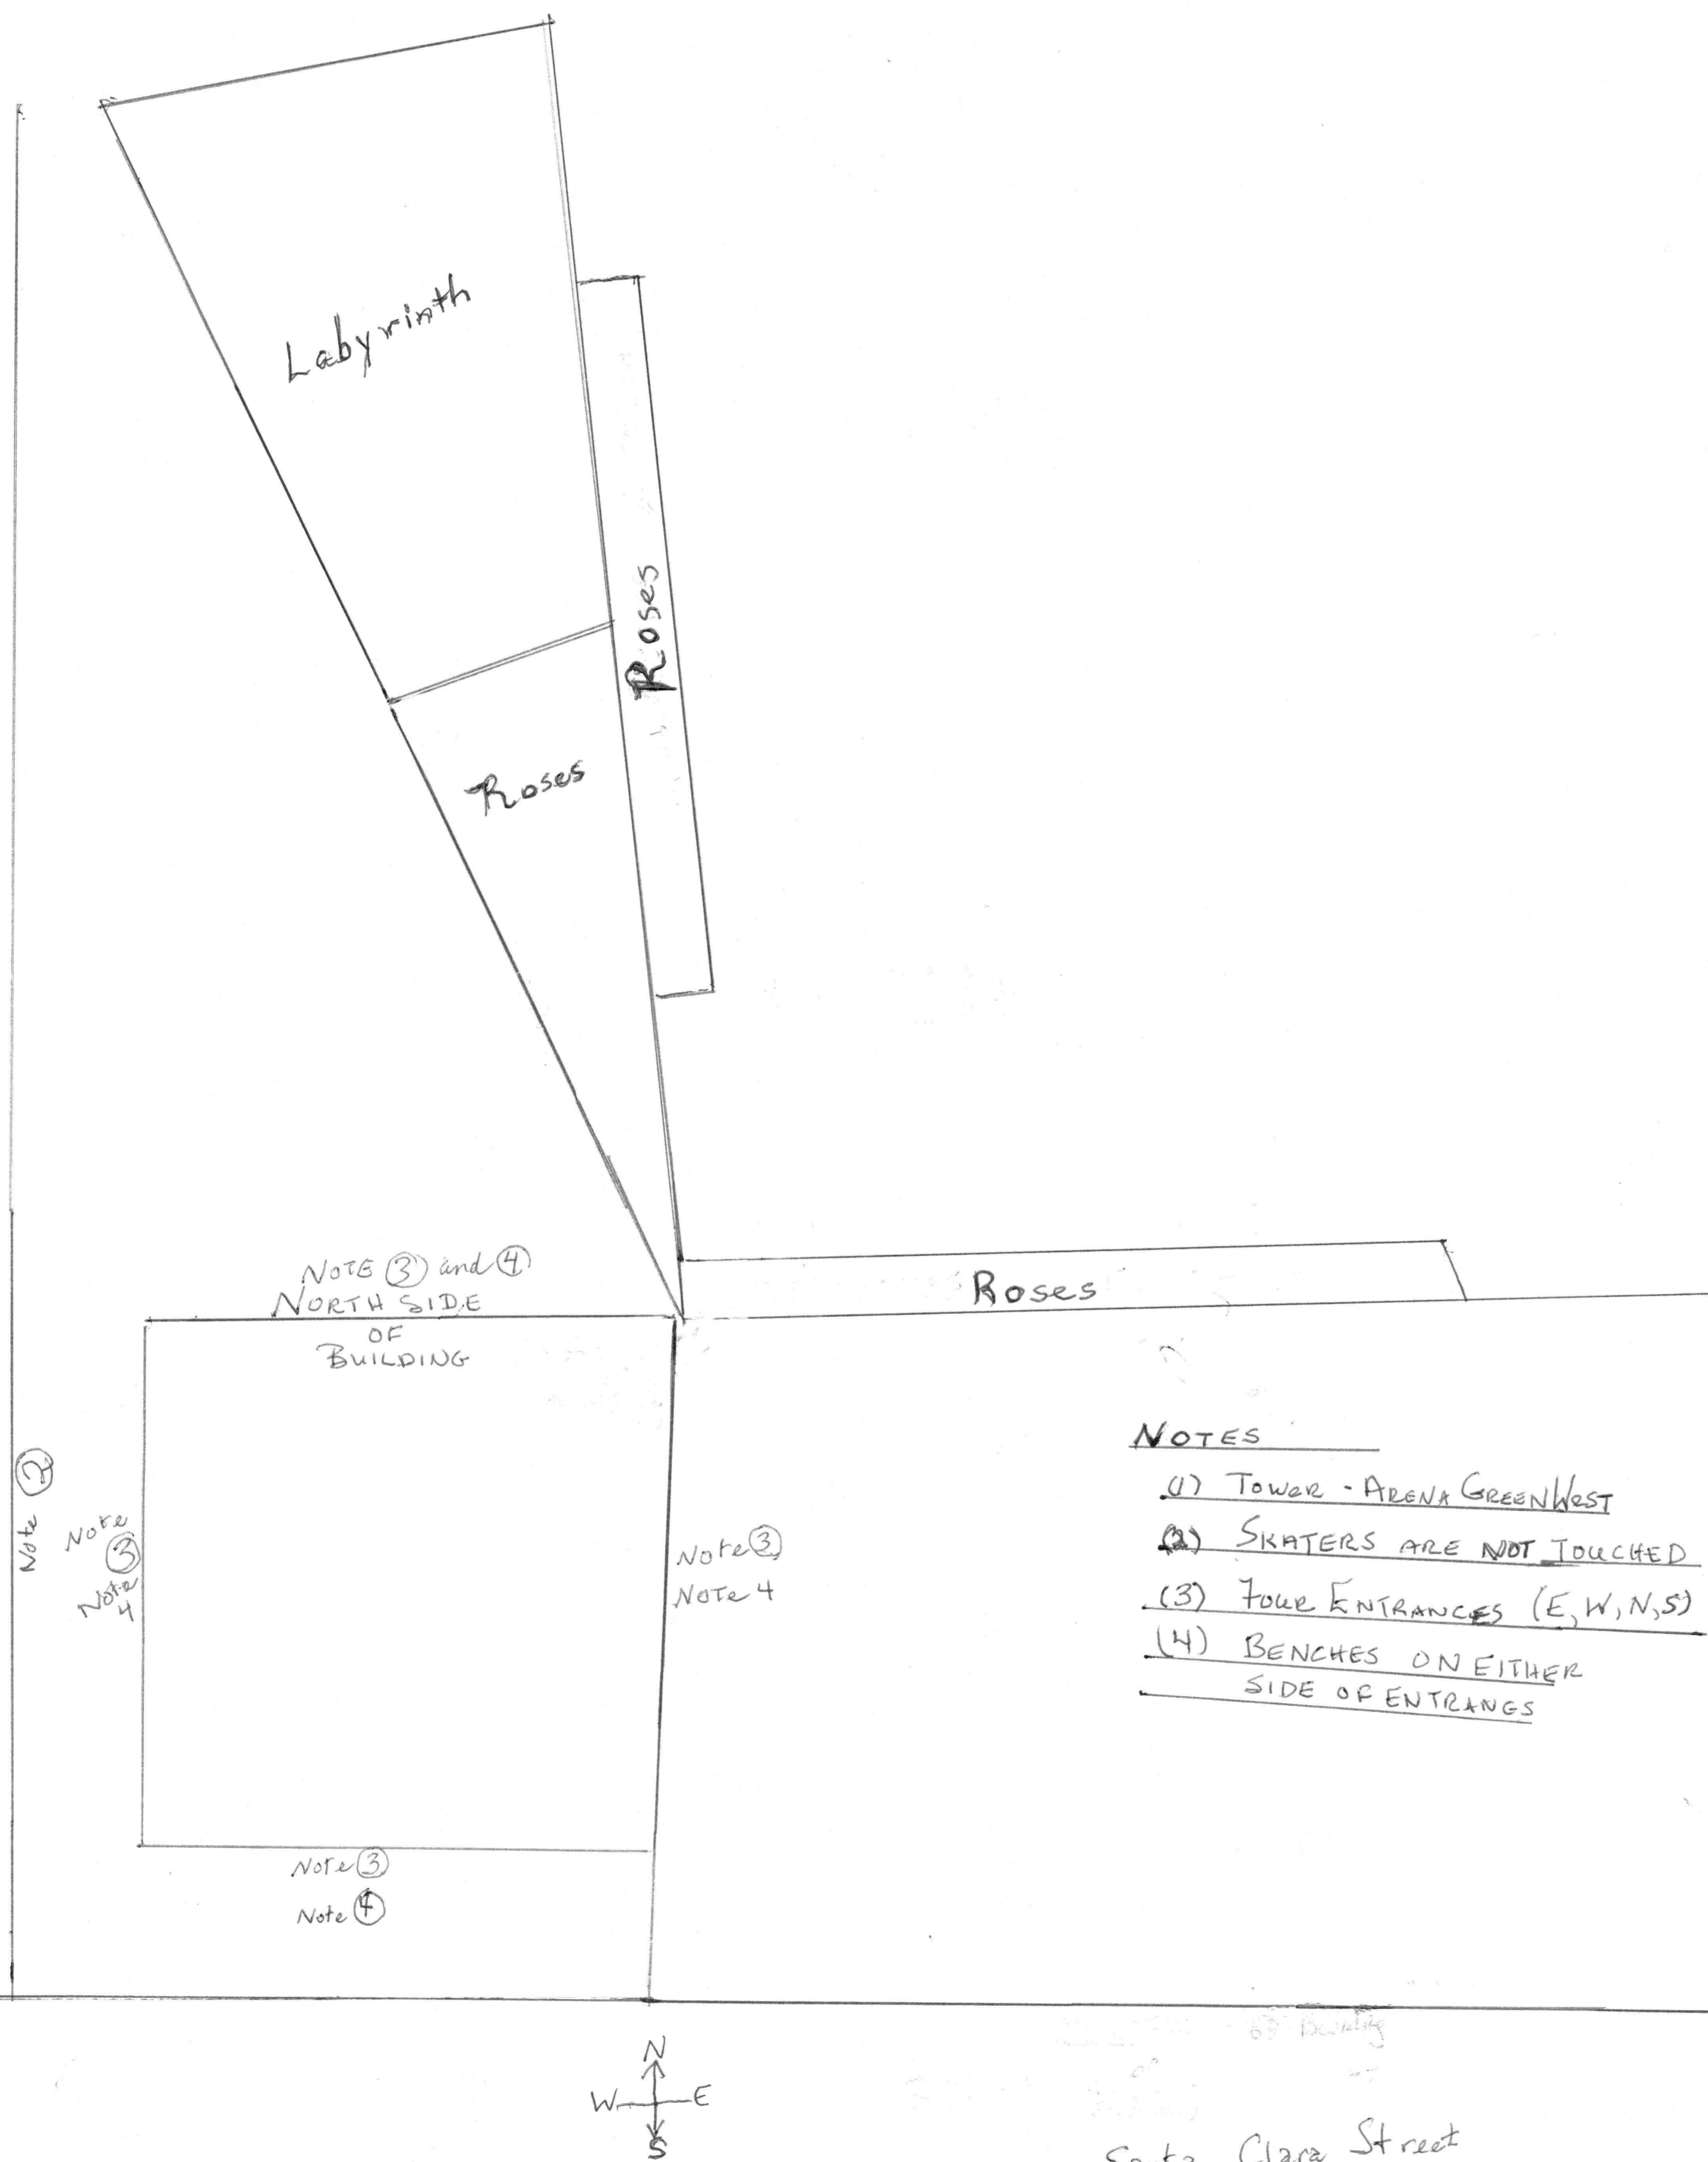 Labyrinth
Roses
Roses
NOTE ③ and ④
NORTH SIDE
OF
BUILDING
Roses
Note ②
Note
③
Note
4
Note ③
Note 4
Note ③
Note ④
NOTES
(1) TOWER - ARENA GREEN WEST
(2) SKATERS ARE NOT TOUCHED
(3) FOUR ENTRANCES (E, W, N, S)
(4) BENCHES ON EITHER
SIDE OF ENTRANGS
N
W E
S
Clara Street